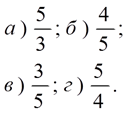 а) 5/3; б) 4/5;
в) 3/5; г) 5/4.